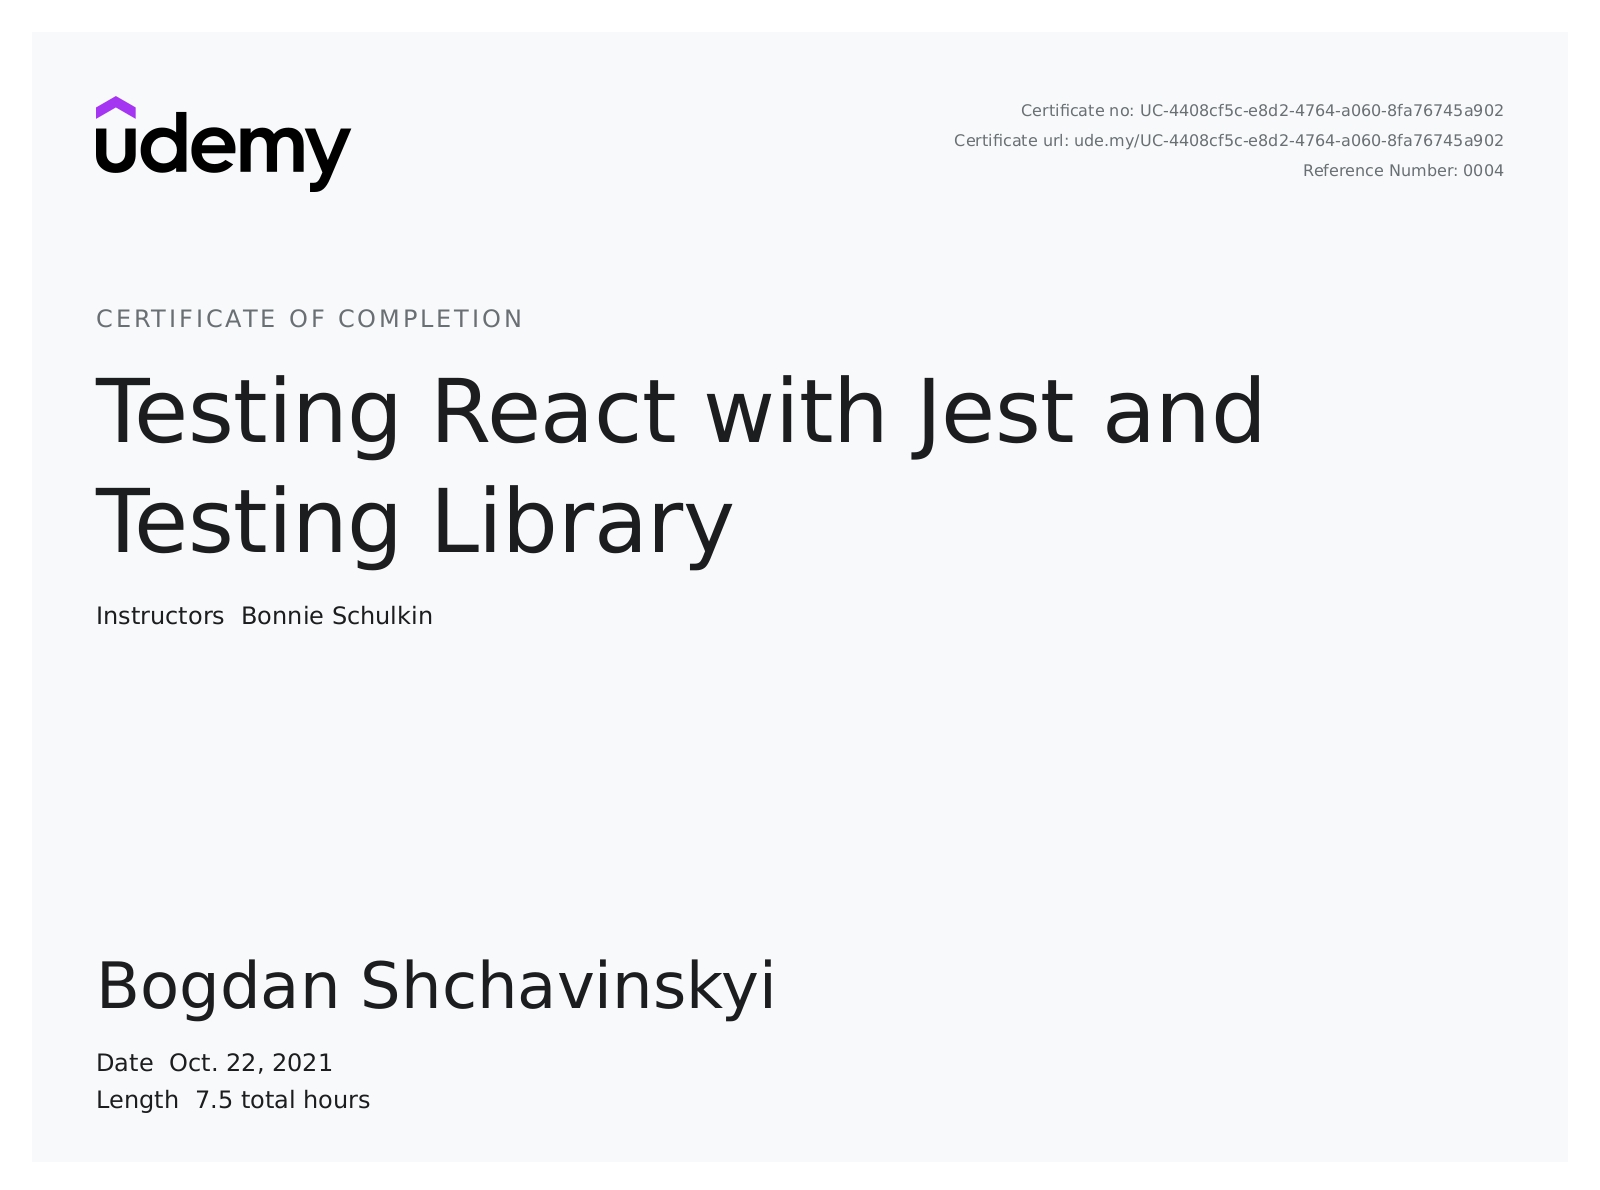 udemy
Certificate no: UC-4408cf5c-e8d2-4764-a060-8fa76745a902
Certificate url: ude.my/UC-4408cf5c-e8d2-4764-a060-8fa76745a902
Reference Number: 0004
CERTIFICATE OF COMPLETION
Testing React with Jest and
Testing Library
Instructors Bonnie Schulkin
Bogdan Shchavinskyi
Date Oct. 22, 2021
Length 7.5 total hours